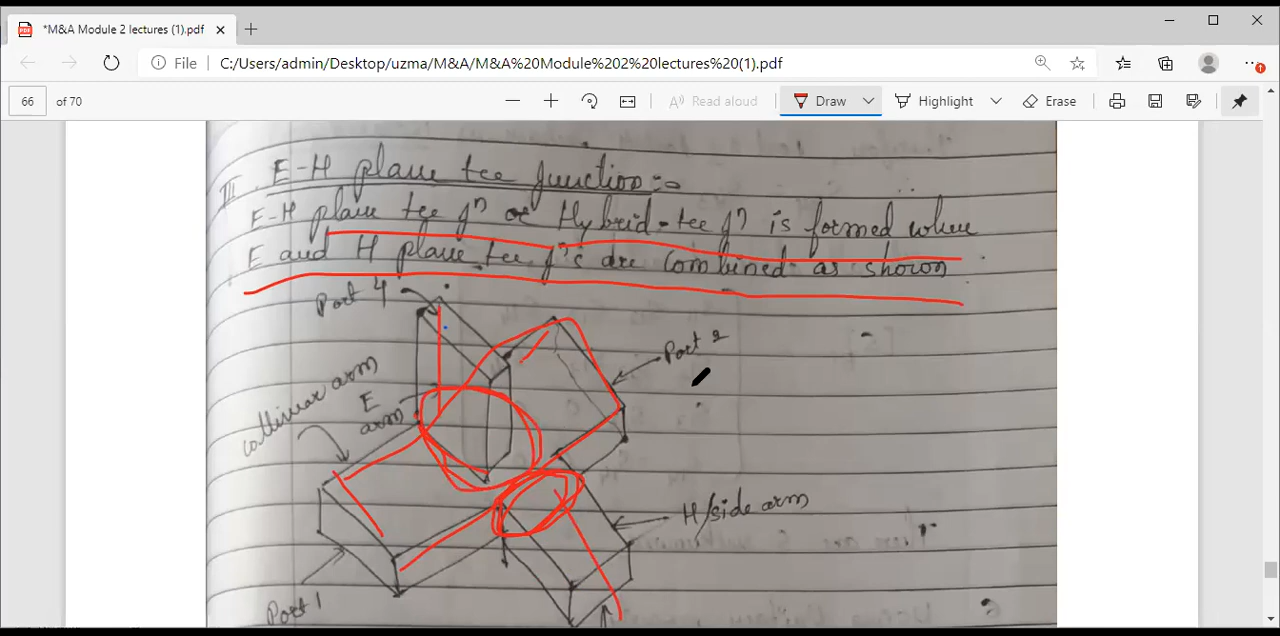 *M&A Module 2 lectures (1).pdf
File | C:/Users/admin/Desktop/uzma/M&A/M&A%20Module%202%20lectures%20(1).pdf
66 of 70 Read aloud Draw Highlight Erase
III E-H plane tee junction:-
E-H plane tee jⁿ or Hybrid-tee jⁿ is formed when
E and H plane tee jⁿs are combined as shown
Port 4
Port 2
collinear arm
E
arm
H/side arm
Port 1